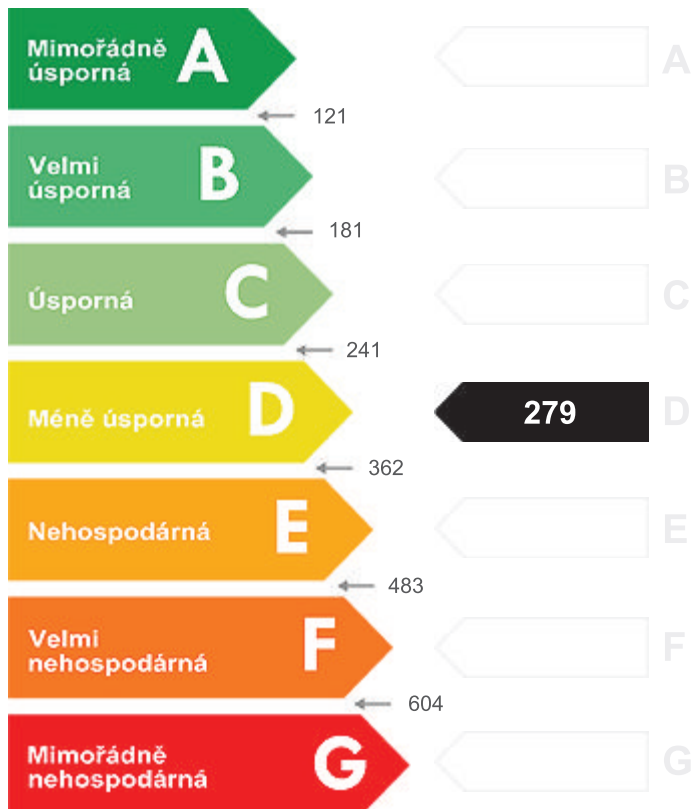 Mimořádně
úsporná
A
A
121
Velmi
úsporná
B
B
181
Úsporná
C
C
241
Méně úsporná
D
279
D
362
Nehospodárná
E
E
483
Velmi
nehospodárná
F
F
604
Mimořádně
nehospodárná
G
G